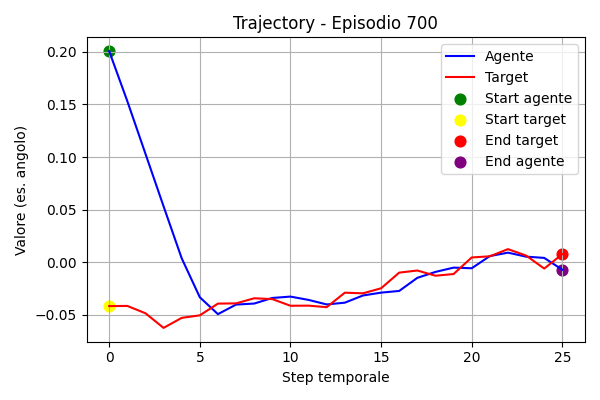 Trajectory - Episodio 700
Agente
Target
Start agente
Start target
End target
End agente
Valore (es. angolo)
0.20
0.15
0.10
0.05
0.00
−0.05
0 5 10 15 20 25
Step temporale